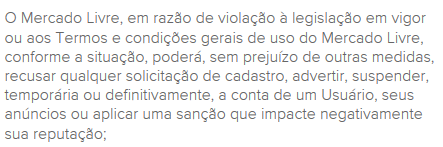 O Mercado Livre, em razão de violação à legislação em vigor
ou aos Termos e condições gerais de uso do Mercado Livre,
conforme a situação, poderá, sem prejuízo de outras medidas,
recusar qualquer solicitação de cadastro, advertir, suspender,
temporária ou definitivamente, a conta de um Usuário, seus
anúncios ou aplicar uma sanção que impacte negativamente
sua reputação;